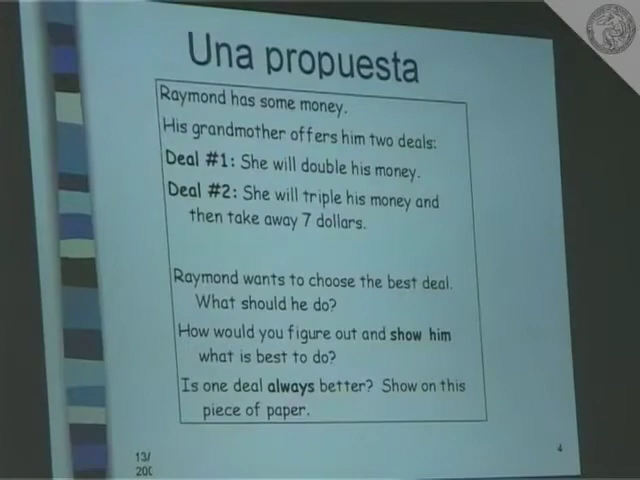 Una propuesta
Raymond has some money.
His grandmother offers him two deals:
Deal #1: She will double his money.
Deal #2: She will triple his money and
then take away 7 dollars.
Raymond wants to choose the best deal.
What should he do?
How would you figure out and show him
what is best to do?
Is one deal always better? Show on this
piece of paper.
13/
200
4